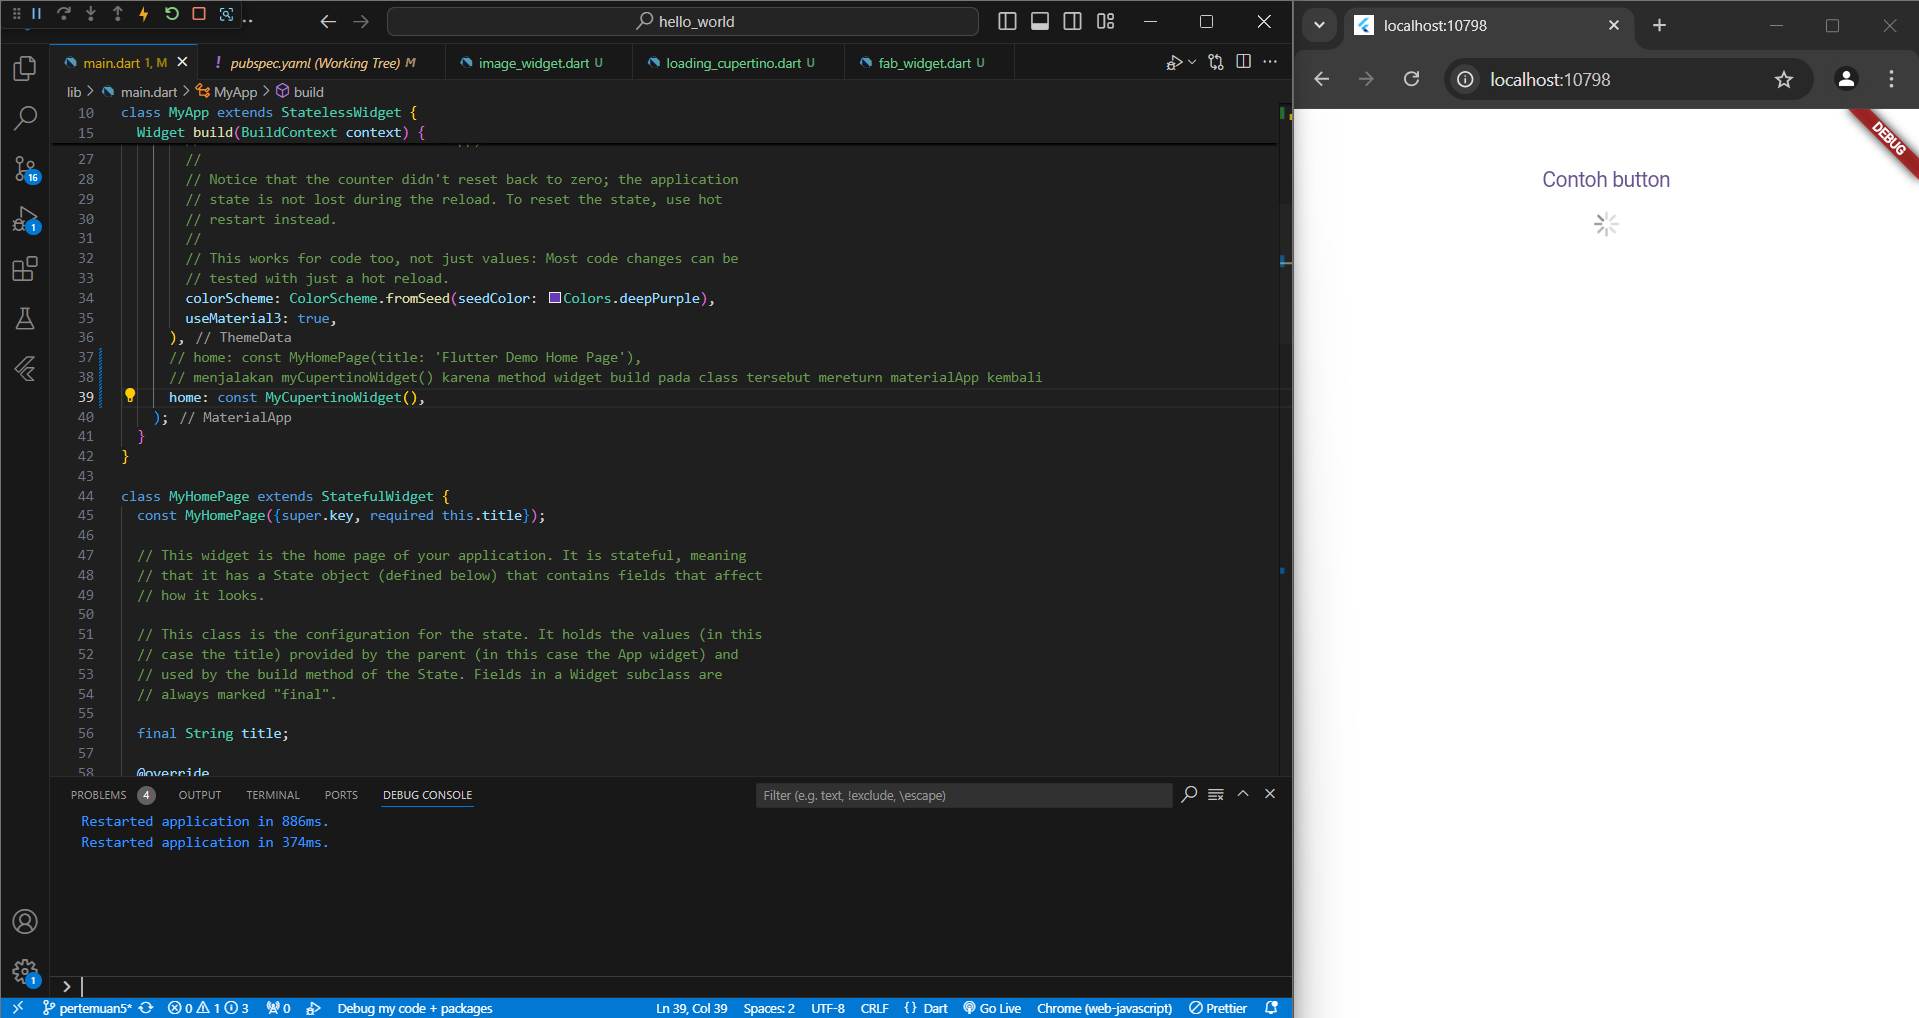 hello_world
main.dart 1, M
pubspec.yaml (Working Tree) M
image_widget.dart U
loading_cupertino.dart U
fab_widget.dart U
lib > main.dart > MyApp > build
10 class MyApp extends StatelessWidget {
15 Widget build(BuildContext context) {
27 //
28 // Notice that the counter didn't reset back to zero; the application
29 // state is not lost during the reload. To reset the state, use hot
30 // restart instead.
31 //
32 // This works for code too, not just values: Most code changes can be
33 // tested with just a hot reload.
34 colorScheme: ColorScheme.fromSeed(seedColor: Colors.deepPurple),
35 useMaterial3: true,
36 ), // ThemeData
37 // home: const MyHomePage(title: 'Flutter Demo Home Page'),
38 // menjalakan myCupertinoWidget() karena method widget build pada class tersebut mereturn materialApp kembali
39 home: const MyCupertinoWidget(),
40 ); // MaterialApp
41 }
42 }
43
44 class MyHomePage extends StatefulWidget {
45 const MyHomePage({super.key, required this.title});
46
47 // This widget is the home page of your application. It is stateful, meaning
48 // that it has a State object (defined below) that contains fields that affect
49 // how it looks.
50
51 // This class is the configuration for the state. It holds the values (in this
52 // case the title) provided by the parent (in this case the App widget) and
53 // used by the build method of the State. Fields in a Widget subclass are
54 // always marked "final".
55
56 final String title;
57
58 @override
16
1
1
PROBLEMS 4 OUTPUT TERMINAL PORTS DEBUG CONSOLE
Filter (e.g. text, !exclude, \escape)
Restarted application in 886ms.
Restarted application in 374ms.
>
pertemuan5* 0 1 3 0 Debug my code + packages Ln 39, Col 39 Spaces: 2 UTF-8 CRLF {} Dart Go Live Chrome (web-javascript) Prettier
localhost:10798
localhost:10798
DEBUG
Contoh button